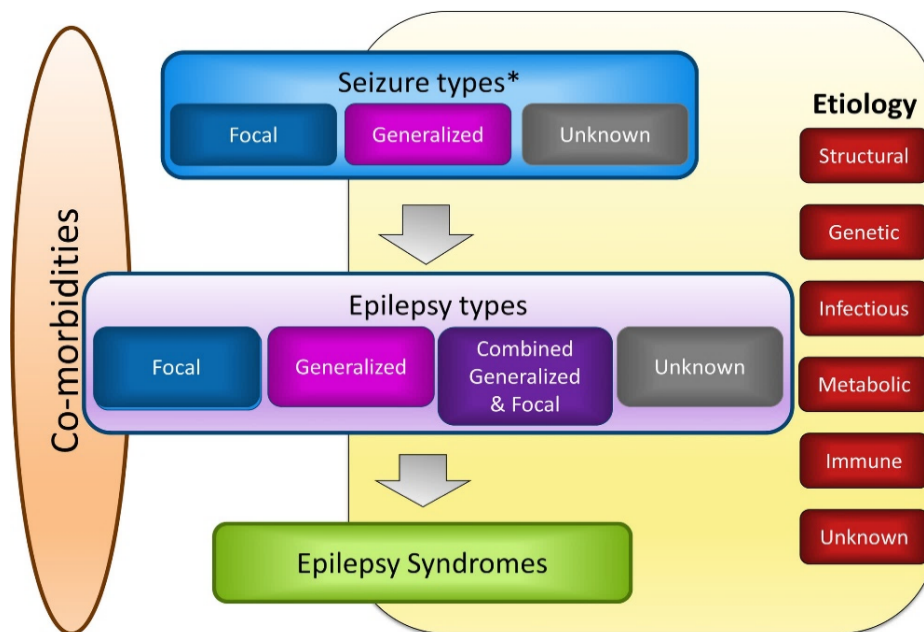 Co-morbidities
Seizure types*
Focal
Generalized
Unknown
Epilepsy types
Focal
Generalized
Combined
Generalized
& Focal
Unknown
Epilepsy Syndromes
Etiology
Structural
Genetic
Infectious
Metabolic
Immune
Unknown